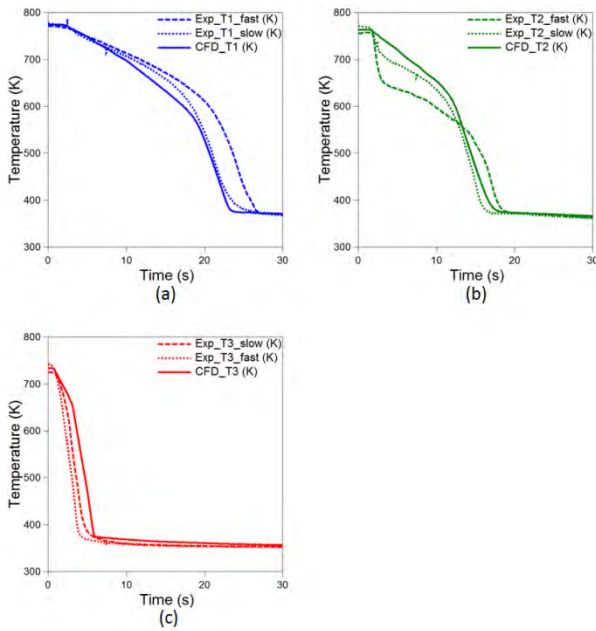 800
700
600
500
400
300
Temperature (K)
Exp_T1_fast (K)
Exp_T1_slow (K)
CFD_T1 (K)
0 10 20 30
Time (s)
(a)
800
700
600
500
400
300
Temperature (K)
Exp_T2_fast (K)
Exp_T2_slow (K)
CFD_T2 (K)
0 10 20 30
Time (s)
(b)
800
700
600
500
400
300
Temperature (K)
Exp_T3_slow (K)
Exp_T3_fast (K)
CFD_T3 (K)
0 10 20 30
Time (s)
(c)